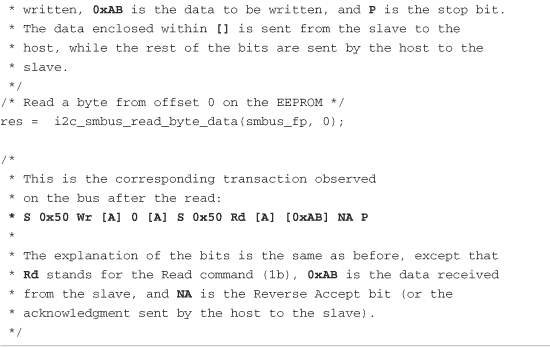 * written, 0xAB is the data to be written, and P is the stop bit.
* The data enclosed within [] is sent from the slave to the
* host, while the rest of the bits are sent by the host to the
* slave.
*/
/* Read a byte from offset 0 on the EEPROM */
res =  i2c_smbus_read_byte_data(smbus_fp, 0);
/*
* This is the corresponding transaction observed
* on the bus after the read:
* S 0x50 Wr [A] 0 [A] S 0x50 Rd [A] [0xAB] NA P
*
* The explanation of the bits is the same as before, except that
* Rd stands for the Read command (1b), 0xAB is the data received
* from the slave, and NA is the Reverse Accept bit (or the
* acknowledgment sent by the host to the slave).
*/